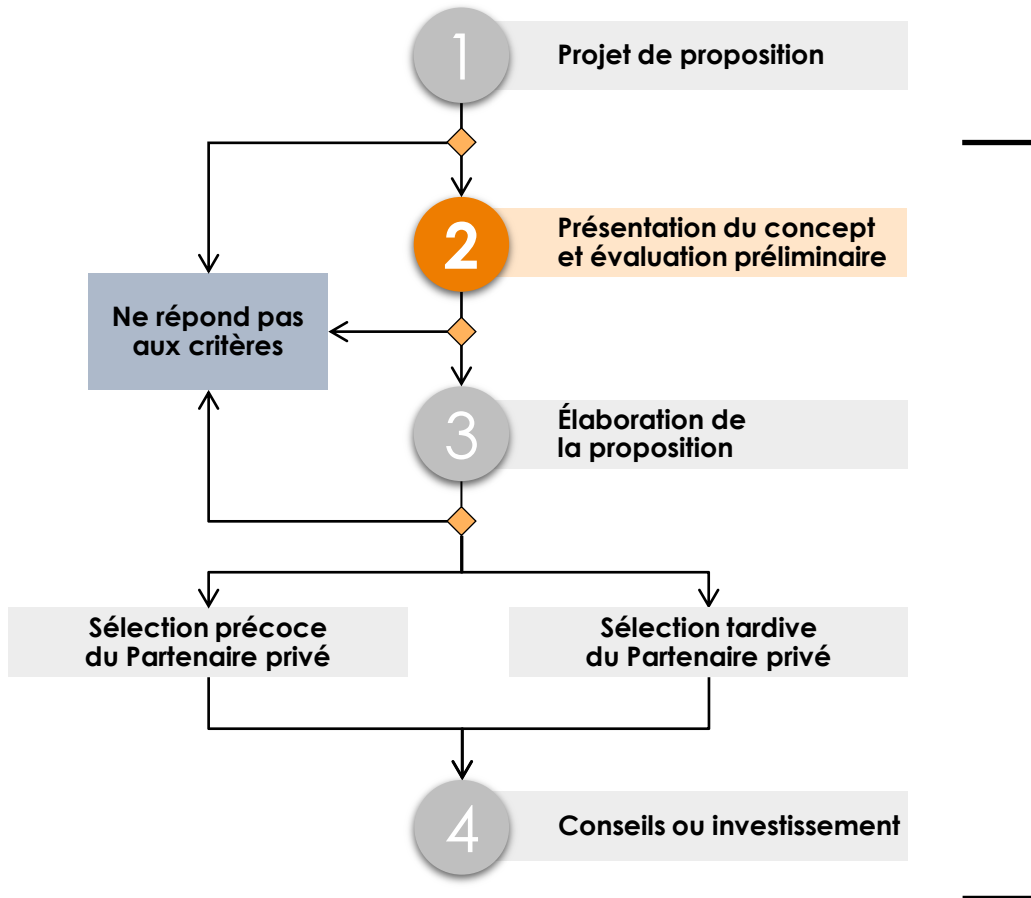 1
Projet de proposition
2
Présentation du concept
et évaluation préliminaire
Ne répond pas
aux critères
3
Élaboration de
la proposition
Sélection précoce
du Partenaire privé
Sélection tardive
du Partenaire privé
4
Conseils ou investissement